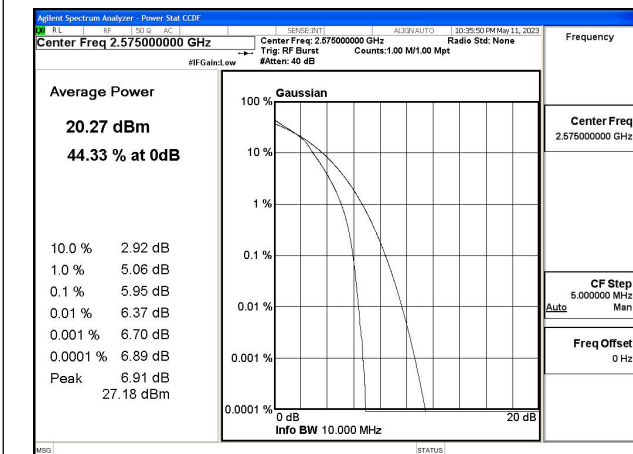 Agilent Spectrum Analyzer - Power Stat CCDF
RL RF 50 Ω AC SENSE:INT ALIGNAUTO 10:35:50 PM May 11, 2023
Center Freq 2.575000000 GHz
Center Freq: 2.575000000 GHz Radio Std: None
Trig: RF Burst Counts:1.00 M/1.00 Mpt
#IFGain:Low #Atten: 40 dB
Frequency
Average Power
20.27 dBm
44.33 % at 0dB
10.0 % 2.92 dB
1.0 % 5.06 dB
0.1 % 5.95 dB
0.01 % 6.37 dB
0.001 % 6.70 dB
0.0001 % 6.89 dB
Peak 6.91 dB
27.18 dBm
Gaussian
100 %
10 %
1 %
0.1 %
0.01 %
0.001 %
0.0001 %
0 dB 20 dB
Info BW 10.000 MHz
Center Freq
2.575000000 GHz
CF Step
5.000000 MHz
Auto Man
Freq Offset
0 Hz
MSG STATUS